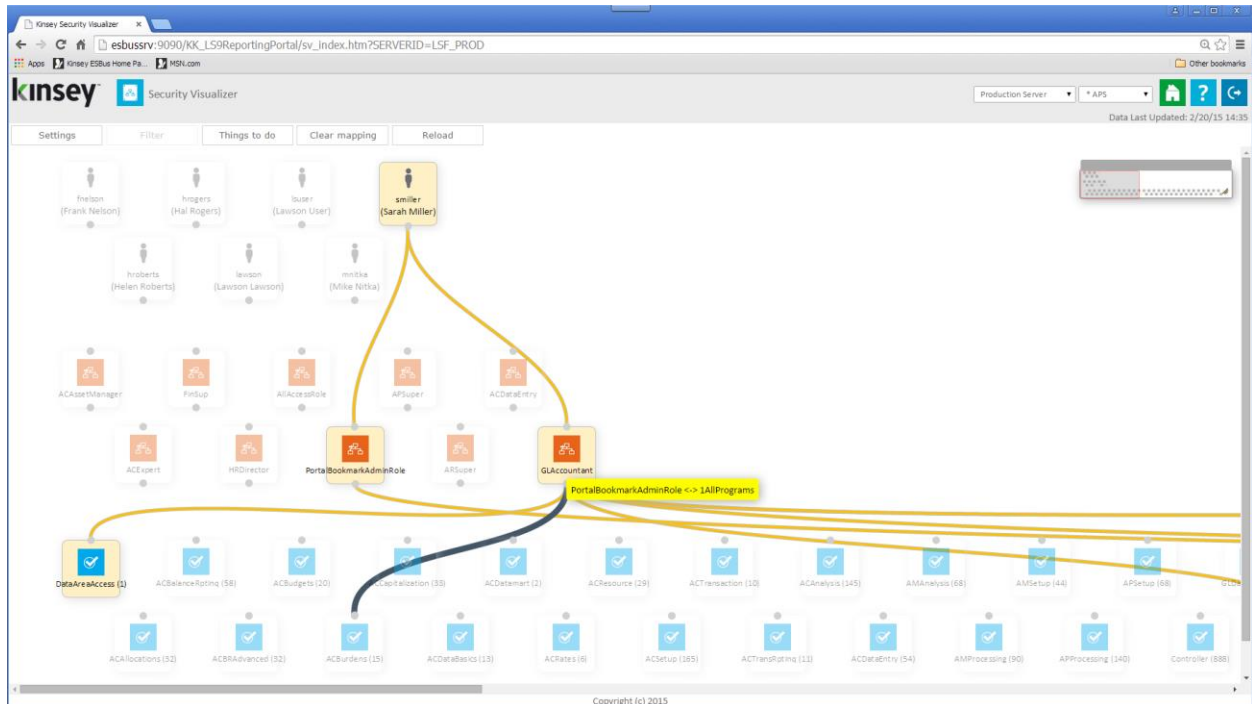 Kinsey Security Visualizer
esbussrv:9090/KK_LS9ReportingPortal/sv_index.htm?SERVERID=LSF_PROD
Apps Kinsey ESBus Home Pa... MSN.com Other bookmarks
kinsey Security Visualizer Production Server * APS ?
Data Last Updated: 2/20/15 14:35
Settings Filter Things to do Clear mapping Reload
fnelson hrogers lsuser smiller
(Frank Nelson) (Hal Rogers) (Lawson User) (Sarah Miller)
hroberts lawson mnitka
(Helen Roberts) (Lawson Lawson) (Mike Nitka)
ACAssetManager FinSup AllAccessRole APSuper ACDataEntry
ACExpert HRDirector PortalBookmarkAdminRole ARSuper GLAccountant
PortalBookmarkAdminRole <-> 1AllPrograms
DataAreaAccess (1) ACBalanceRpting (58) ACBudgets (20) ACCapitalization (33) ACDatamart (2) ACResource (29) ACTransaction (10) ACAnalysis (145) AMAnalysis (68) AMSetup (44) APSetup (68)
ACAllocations (32) ACBRAdvanced (32) ACBurdens (15) ACDataBasics (13) ACRates (6) ACSetup (165) ACTransRpting (11) ACDataEntry (54) AMProcessing (90) APProcessing (140) Controller (888)
Copyright (c) 2015